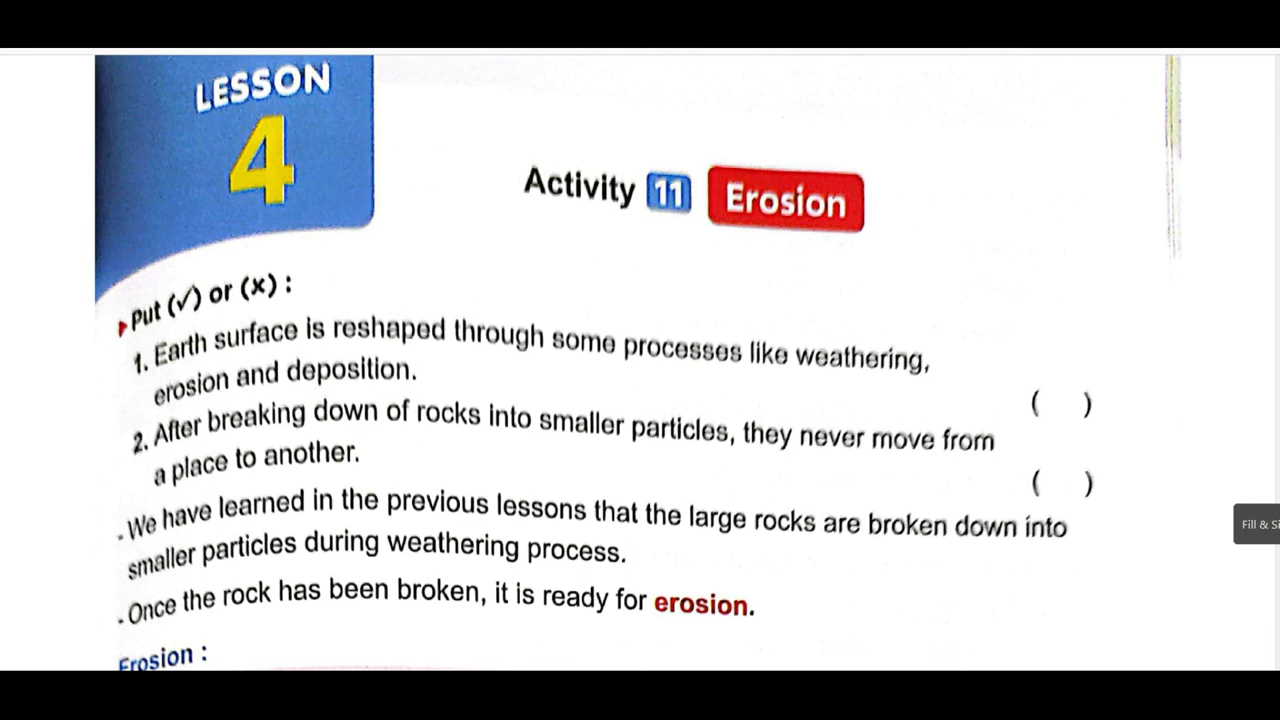 LESSON
4
Activity 11 Erosion
Put (✓) or (x) :
1. Earth surface is reshaped through some processes like weathering,
erosion and deposition. ( )
2. After breaking down of rocks into smaller particles, they never move from
a place to another. ( )
- We have learned in the previous lessons that the large rocks are broken down into
smaller particles during weathering process.
- Once the rock has been broken, it is ready for erosion.
Erosion :
Fill & Si